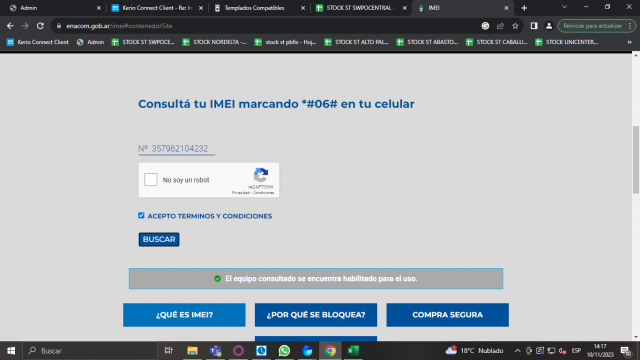 Admin
Kerio Connect Client - Re: In
Templados Compatibles
STOCK ST SWPOCENTRAL -
IMEI
enacom.gob.ar/imei#contenedorSite
Reiniciar para actualizar
Kerio Connect Client
Admin
STOCK ST SWPOCE...
STOCK NORDELTA -...
stock st pbfix - Hoj...
STOCK ST ALTO PAL...
STOCK ST ABASTO...
STOCK ST CABALLI...
STOCK UNICENTER...
Consultá tu IMEI marcando *#06# en tu celular
Nº 357962104232
No soy un robot
reCAPTCHA
Privacidad - Condiciones
ACEPTO TERMINOS Y CONDICIONES
BUSCAR
El equipo consultado se encuentra habilitado para el uso.
¿QUÉ ES IMEI?
¿POR QUÉ SE BLOQUEA?
COMPRA SEGURA
Buscar
18°C Nublado
ESP
14:17
10/11/2023